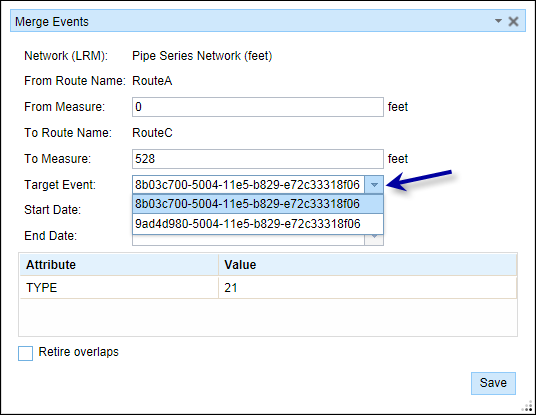 Merge Events
Network (LRM): Pipe Series Network (feet)
From Route Name: RouteA
From Measure: 0 feet
To Route Name: RouteC
To Measure: 528 feet
Target Event: 8b03c700-5004-11e5-b829-e72c33318f06
8b03c700-5004-11e5-b829-e72c33318f06
Start Date:
9ad4d980-5004-11e5-b829-e72c33318f06
End Date:
Attribute Value
TYPE 21
Retire overlaps
Save